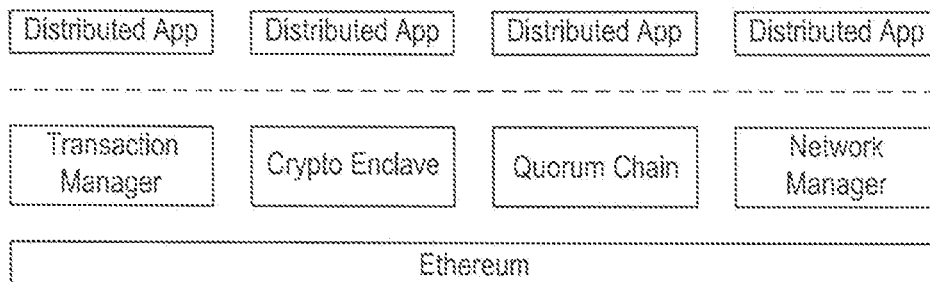 Distributed App Distributed App Distributed App Distributed App
Transaction Manager
Crypto Enclave
Quorum Chain
Network Manager
Ethereum